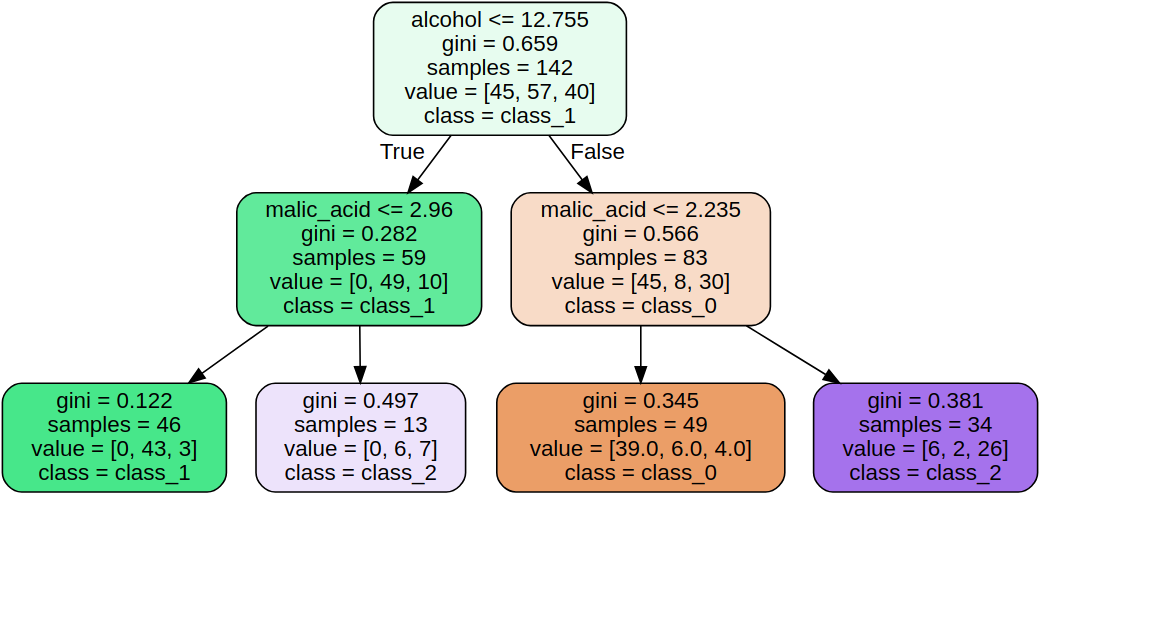 alcohol <= 12.755
gini = 0.659
samples = 142
value = [45, 57, 40]
class = class_1
True
False
malic_acid <= 2.96
gini = 0.282
samples = 59
value = [0, 49, 10]
class = class_1
malic_acid <= 2.235
gini = 0.566
samples = 83
value = [45, 8, 30]
class = class_0
gini = 0.122
samples = 46
value = [0, 43, 3]
class = class_1
gini = 0.497
samples = 13
value = [0, 6, 7]
class = class_2
gini = 0.345
samples = 49
value = [39.0, 6.0, 4.0]
class = class_0
gini = 0.381
samples = 34
value = [6, 2, 26]
class = class_2